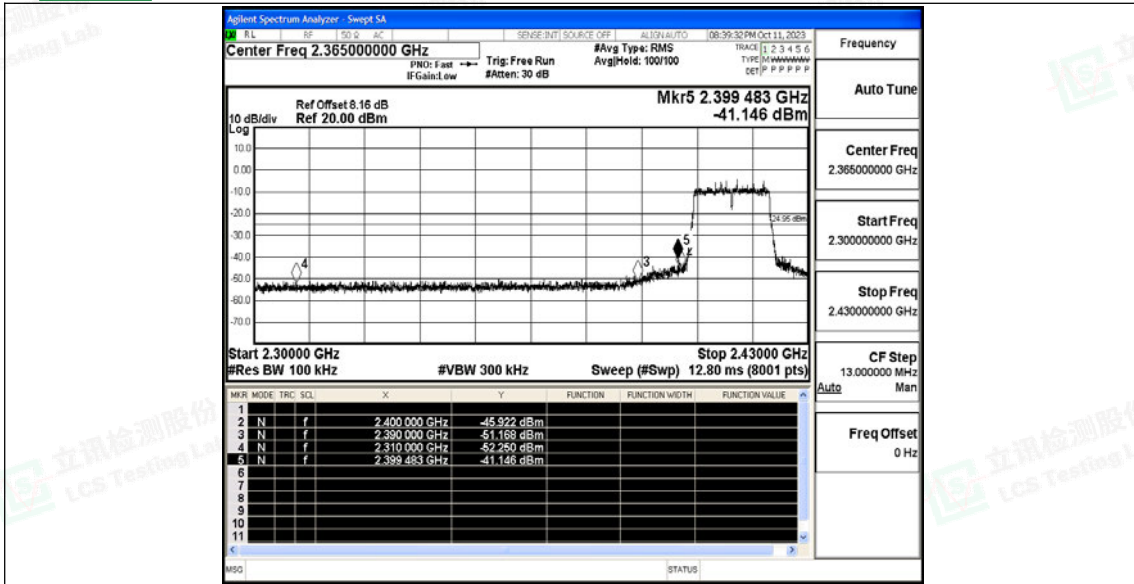 Agilent Spectrum Analyzer - Swept SA
RL RF 50 Ω AC SENSE:INT SOURCE OFF ALIGN AUTO 08:39:32 PM Oct 11, 2023
Center Freq 2.365000000 GHz
PNO: Fast
IFGain:Low
Trig: Free Run
#Atten: 30 dB
#Avg Type: RMS
Avg|Hold: 100/100
TRACE 1 2 3 4 5 6
TYPE M
DET P P P P P P
Frequency
Auto Tune
Center Freq
2.365000000 GHz
Start Freq
2.300000000 GHz
Stop Freq
2.430000000 GHz
CF Step
13.000000 MHz
Auto Man
Freq Offset
0 Hz
Mkr5 2.399 483 GHz
-41.146 dBm
Ref Offset 8.16 dB
10 dB/div Ref 20.00 dBm
Log
10.0
0.00
-10.0
-20.0
-30.0
-40.0
-50.0
-60.0
-70.0
-24.95 dBm
4
3
5
Start 2.30000 GHz Stop 2.43000 GHz
#Res BW 100 kHz #VBW 300 kHz Sweep (#Swp) 12.80 ms (8001 pts)
MKR MODE TRC SCL X Y FUNCTION FUNCTION WIDTH FUNCTION VALUE
1
2 N f 2.400 000 GHz -45.922 dBm
3 N f 2.390 000 GHz -51.168 dBm
4 N f 2.310 000 GHz -52.250 dBm
5 N f 2.399 483 GHz -41.146 dBm
6
7
8
9
10
11
MSG STATUS
立讯检测股份
LCS Testing Lab
立讯检测股份